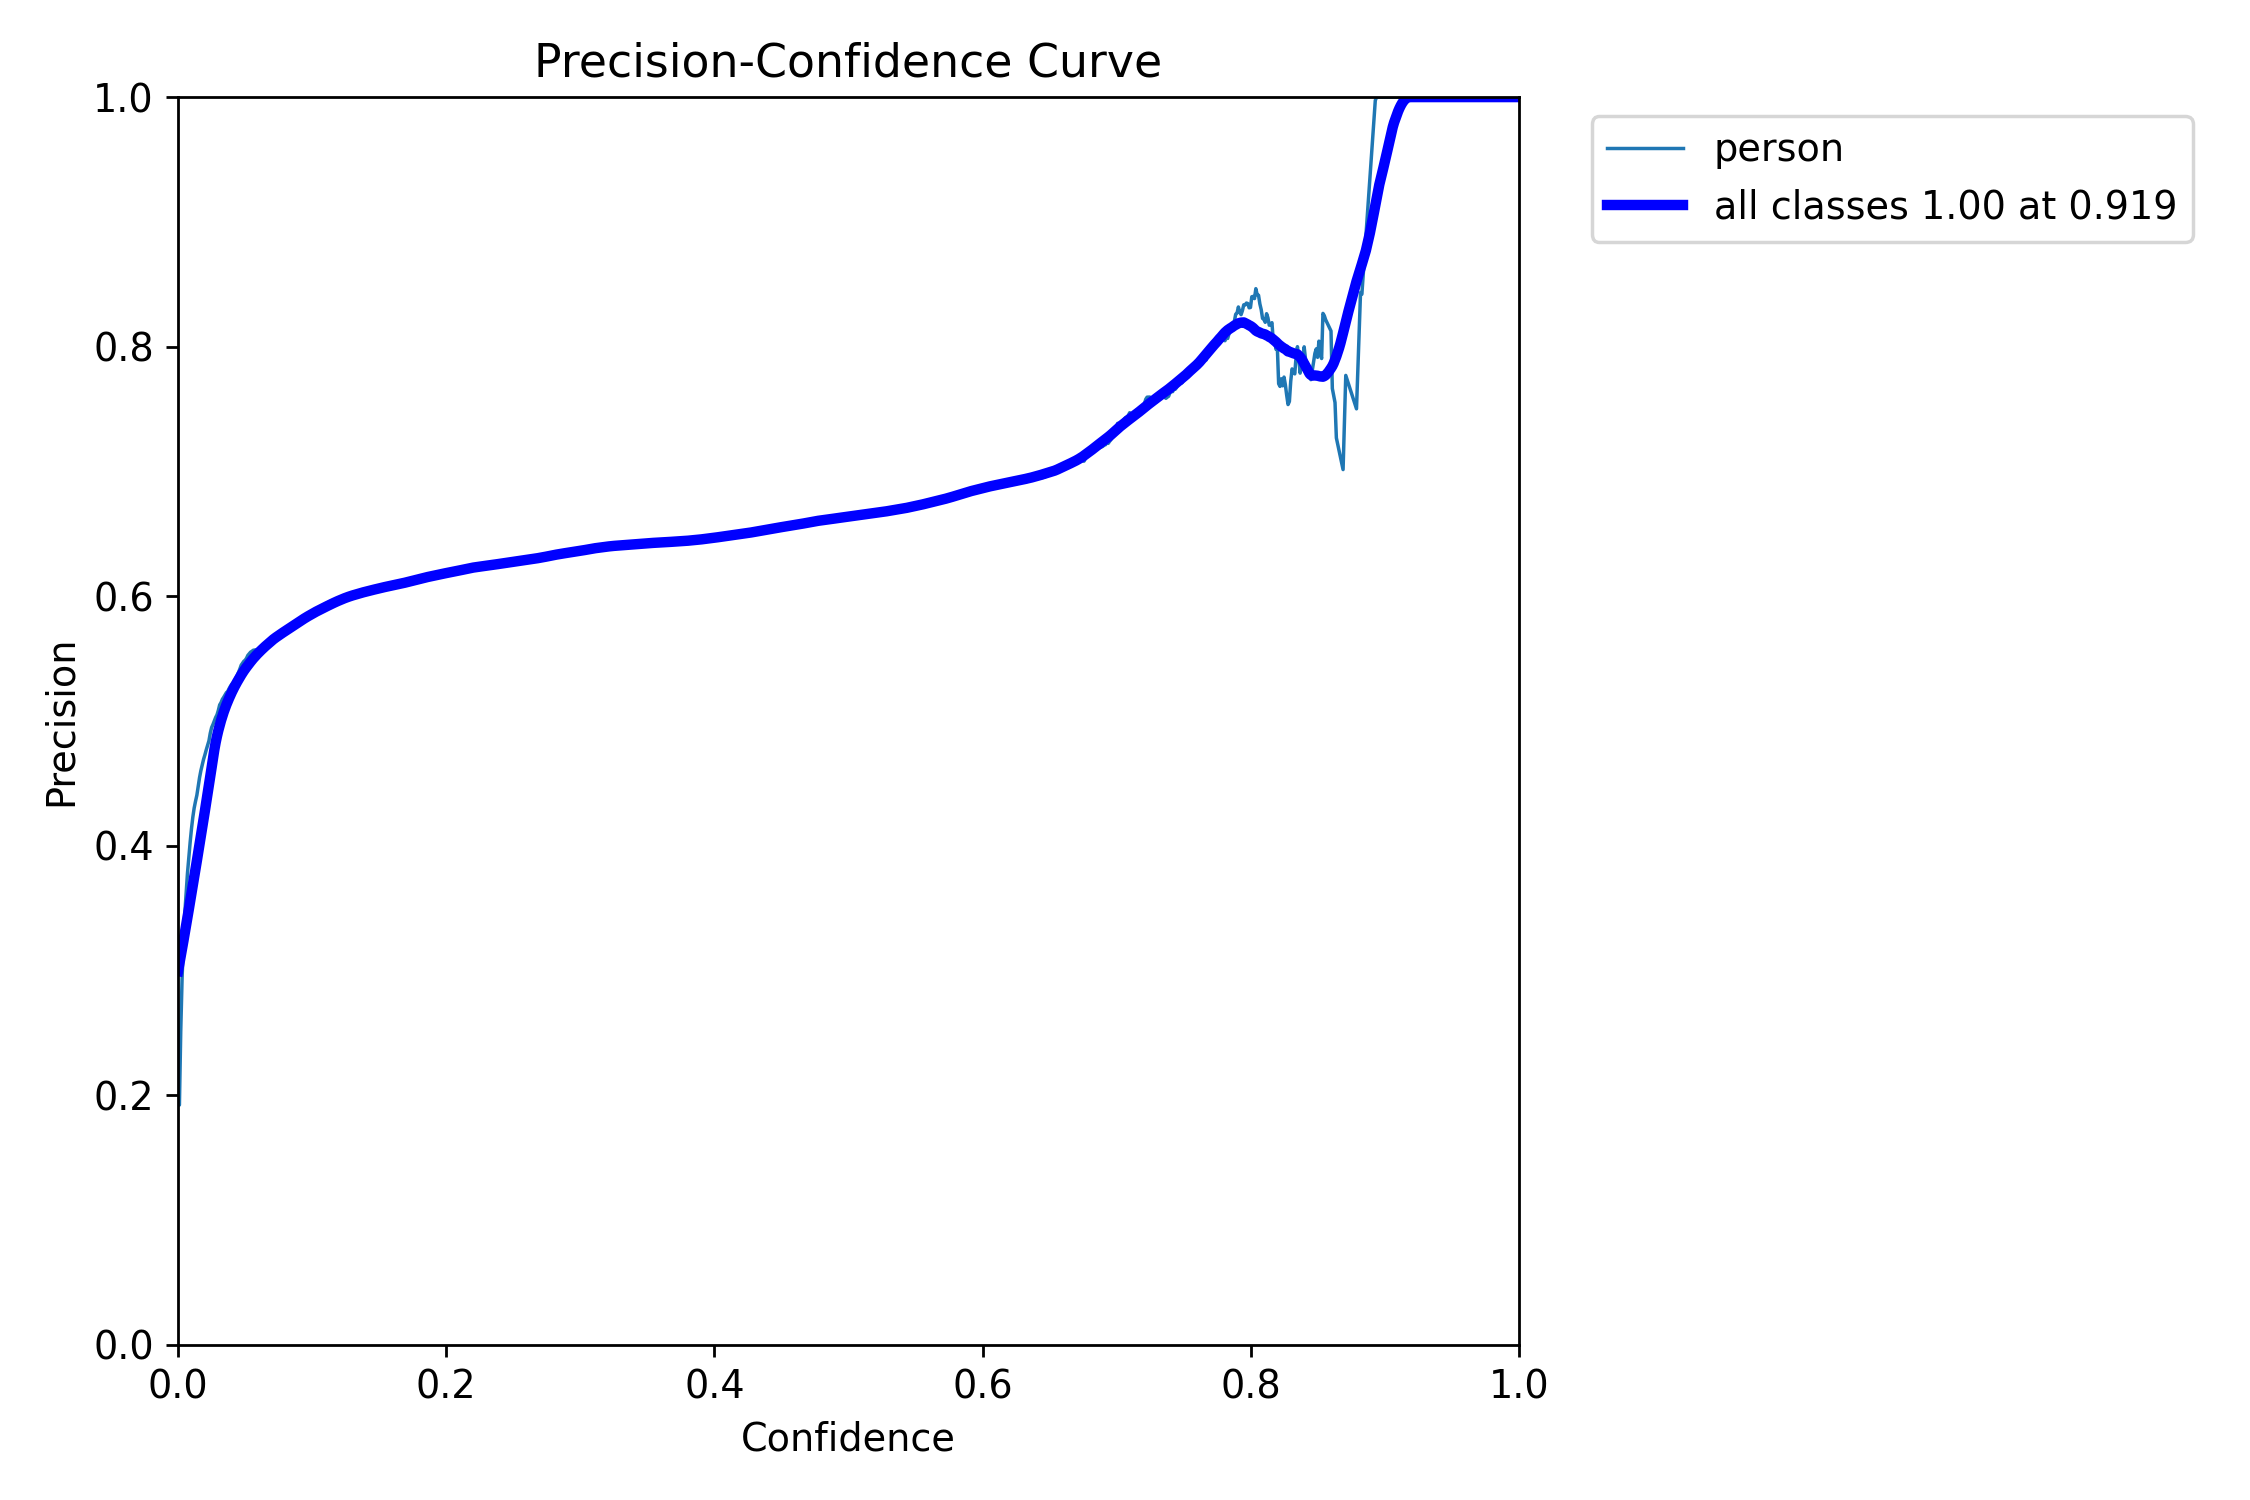 Precision-Confidence Curve
1.0
0.8
0.6
0.4
0.2
0.0
Precision
0.0 0.2 0.4 0.6 0.8 1.0
Confidence
person
all classes 1.00 at 0.919